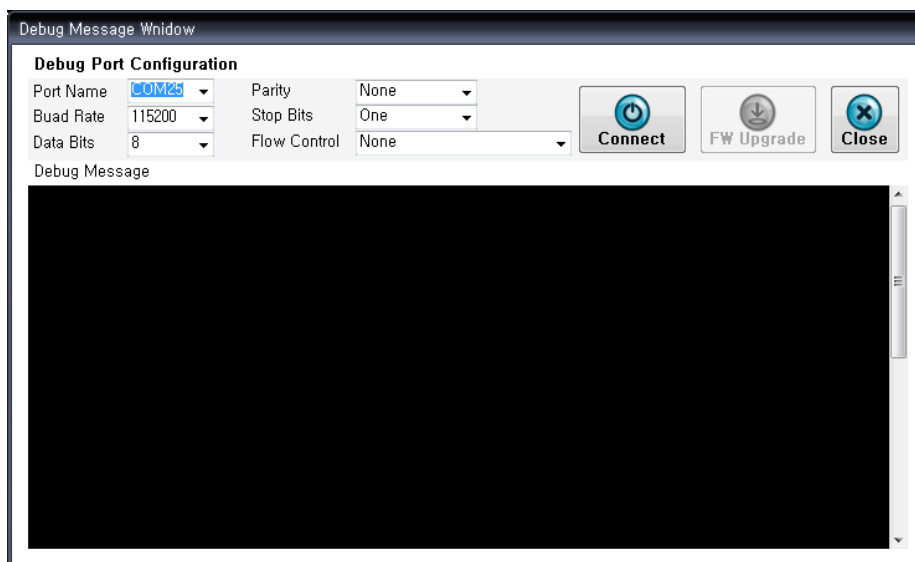 Debug Message Wnidow
Debug Port Configuration
Port Name COM25 Parity None
Buad Rate 115200 Stop Bits One
Data Bits 8 Flow Control None
Connect FW Upgrade Close
Debug Message